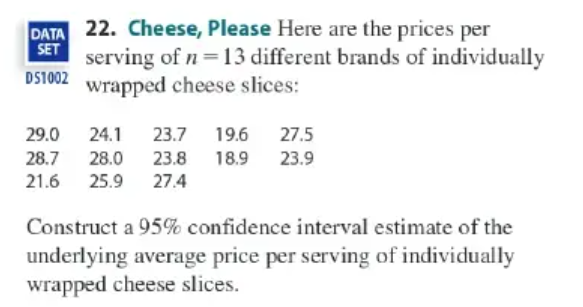 DATA
SET
DS1002
22. Cheese, Please Here are the prices per
serving of n = 13 different brands of individually
wrapped cheese slices:
29.0 24.1 23.7 19.6 27.5
28.7 28.0 23.8 18.9 23.9
21.6 25.9 27.4
Construct a 95% confidence interval estimate of the
underlying average price per serving of individually
wrapped cheese slices.